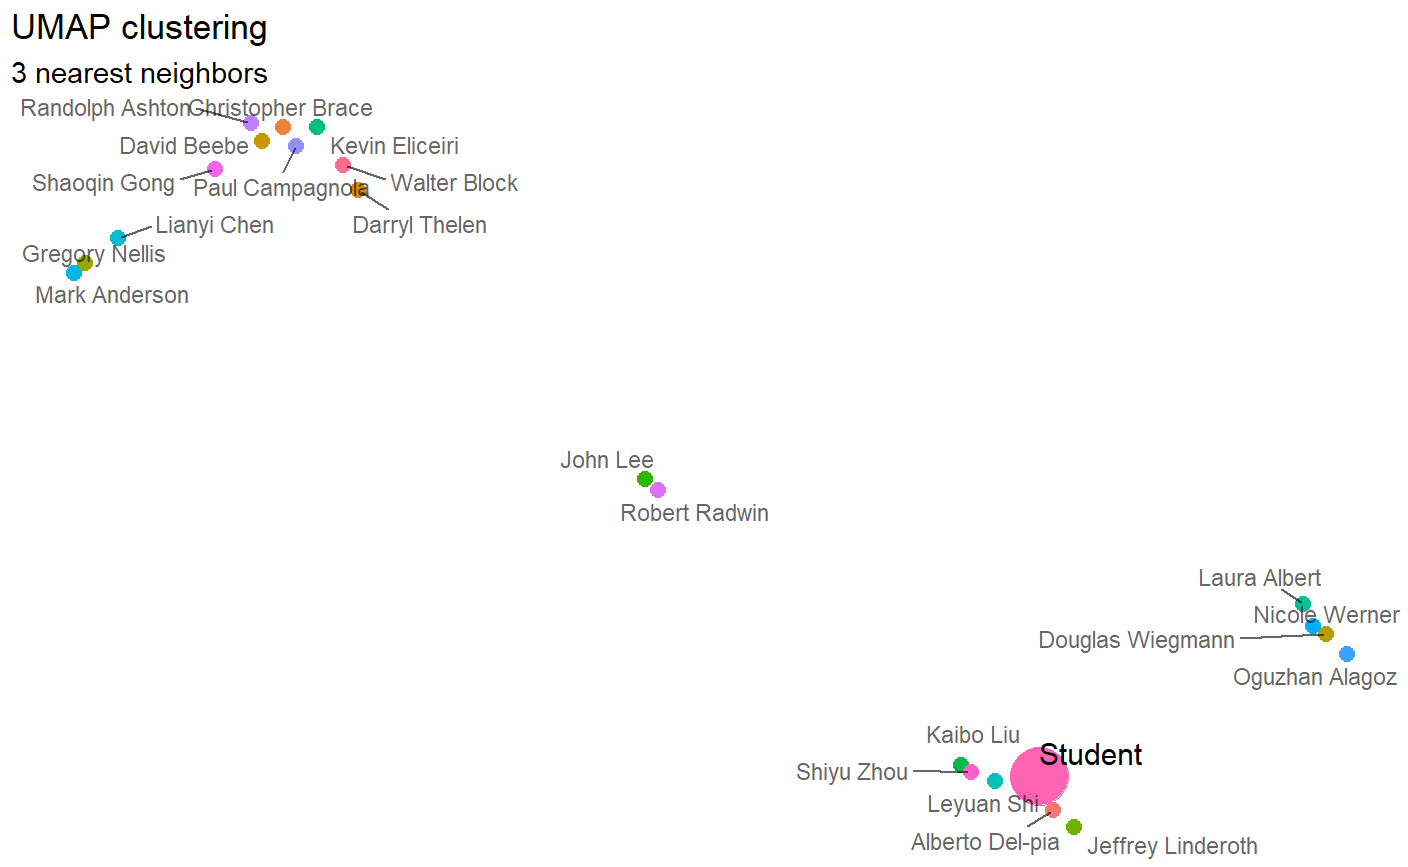 UMAP clustering
3 nearest neighbors
Randolph Ashton
Christopher Brace
David Beebe
Kevin Eliceiri
Shaoqin Gong
Paul Campagnola
Walter Block
Lianyi Chen
Darryl Thelen
Gregory Nellis
Mark Anderson
John Lee
Robert Radwin
Laura Albert
Nicole Werner
Douglas Wiegmann
Oguzhan Alagoz
Kaibo Liu
Student
Shiyu Zhou
Leyuan Shi
Alberto Del-pia
Jeffrey Linderoth